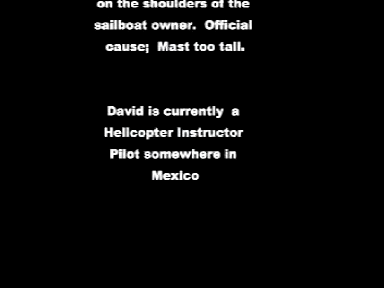 on the shoulders of the
sailboat owner. Official
cause; Mast too tall.
David is currently a
Helicopter Instructor
Pilot somewhere in
Mexico